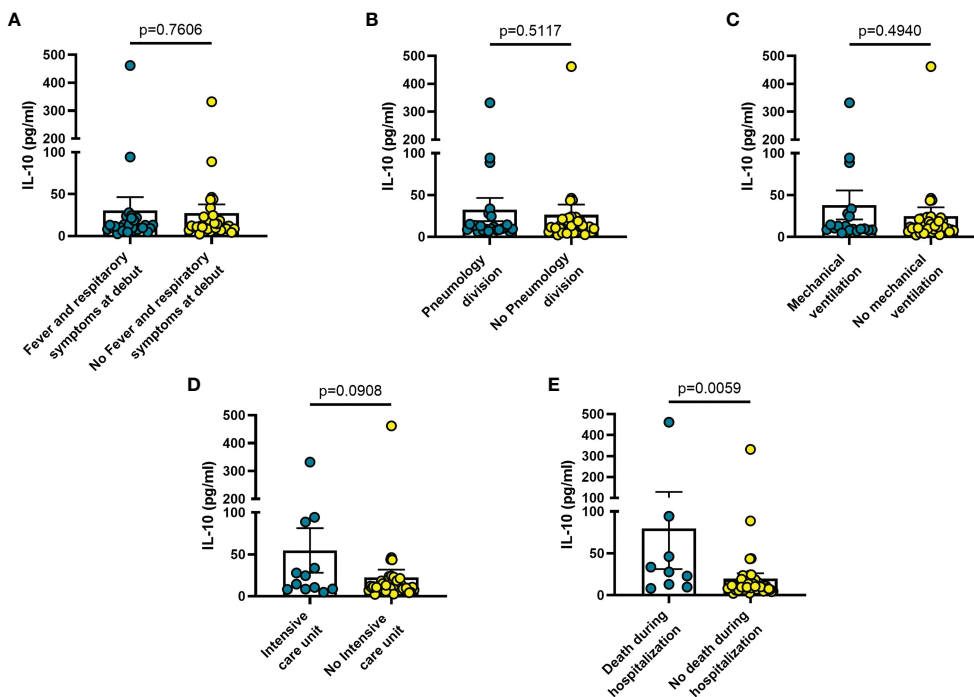 A
p=0.7606
500
400
300
200
100
50
0
IL-10 (pg/ml)
Fever and respitarory
symptoms at debut
No Fever and respiratory
symptoms at debut
B
p=0.5117
500
400
300
200
100
50
0
IL-10 (pg/ml)
Pneumology
division
No Pneumology
division
C
p=0.4940
500
400
300
200
100
50
0
IL-10 (pg/ml)
Mechanical
ventilation
No mechanical
ventilation
D
p=0.0908
500
400
300
200
100
50
0
IL-10 (pg/ml)
Intensive
care unit
No Intensive
care unit
E
p=0.0059
500
400
300
200
100
100
50
0
IL-10 (pg/ml)
Death during
hospitalization
No death during
hospitalization